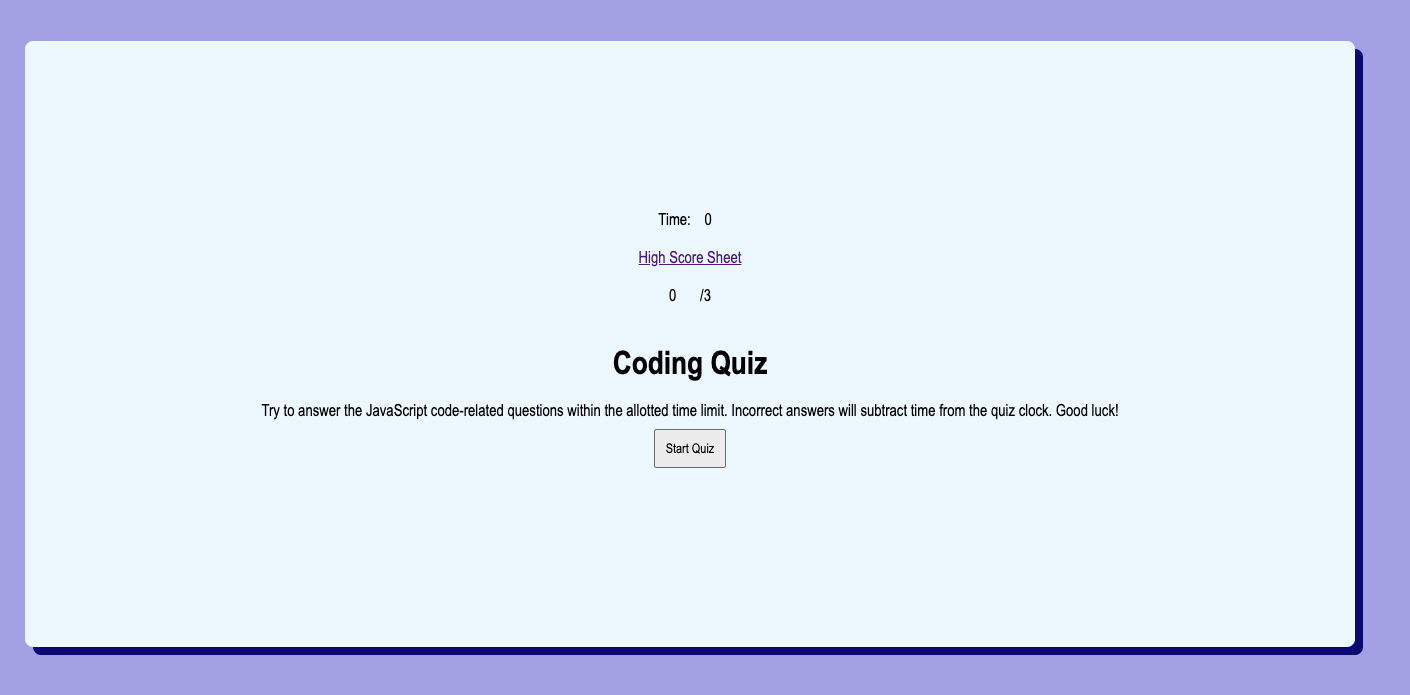 Time: 0
High Score Sheet
0 /3
Coding Quiz
Try to answer the JavaScript code-related questions within the allotted time limit. Incorrect answers will subtract time from the quiz clock. Good luck!
Start Quiz